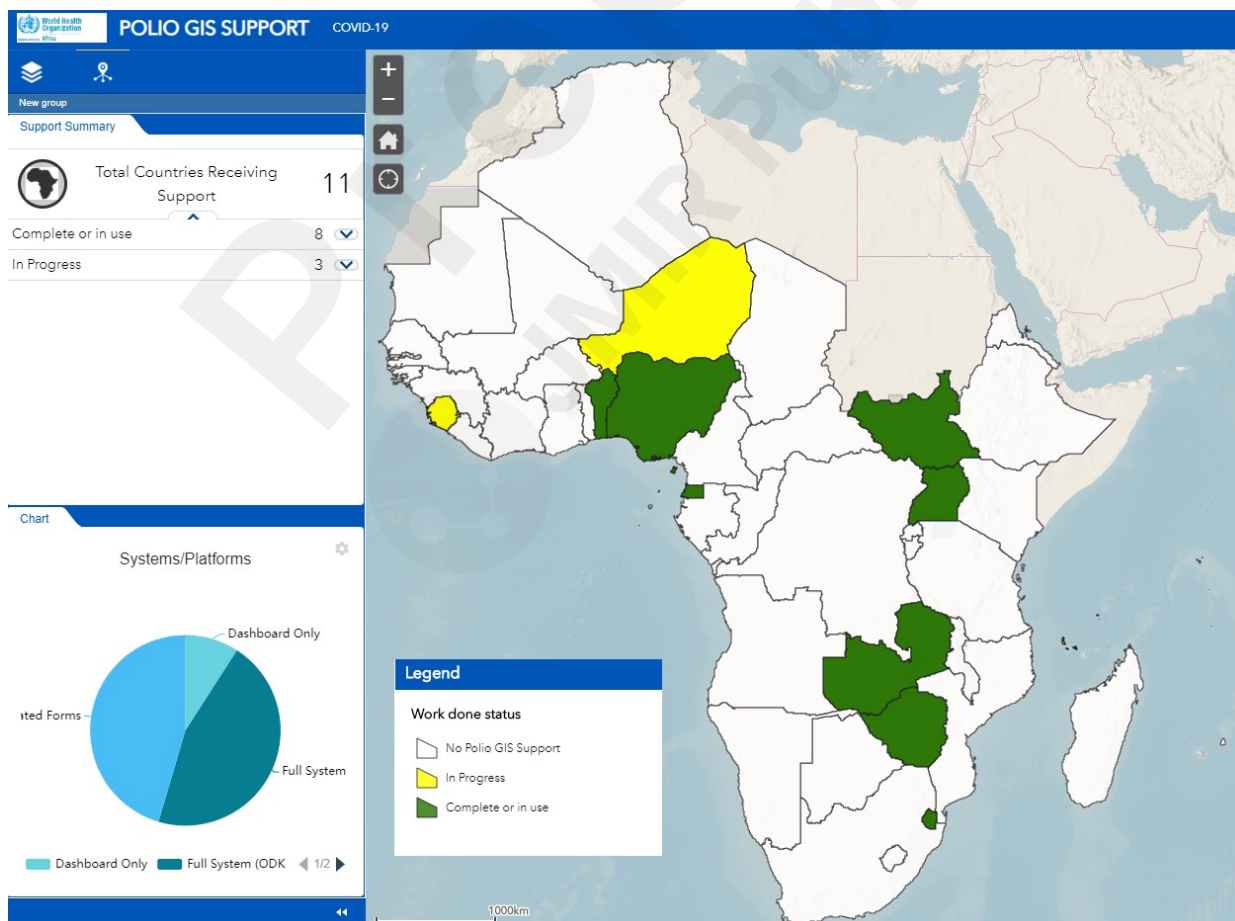 World Health
Organization
Africa
POLIO GIS SUPPORT
COVID-19
New group
Support Summary
Total Countries Receiving
Support
11
Complete or in use 8
In Progress 3
Chart
Systems/Platforms
Dashboard Only
ated Forms
Full System
Dashboard Only Full System (ODK 1/2
Legend
Work done status
No Polio GIS Support
In Progress
Complete or in use
1000km